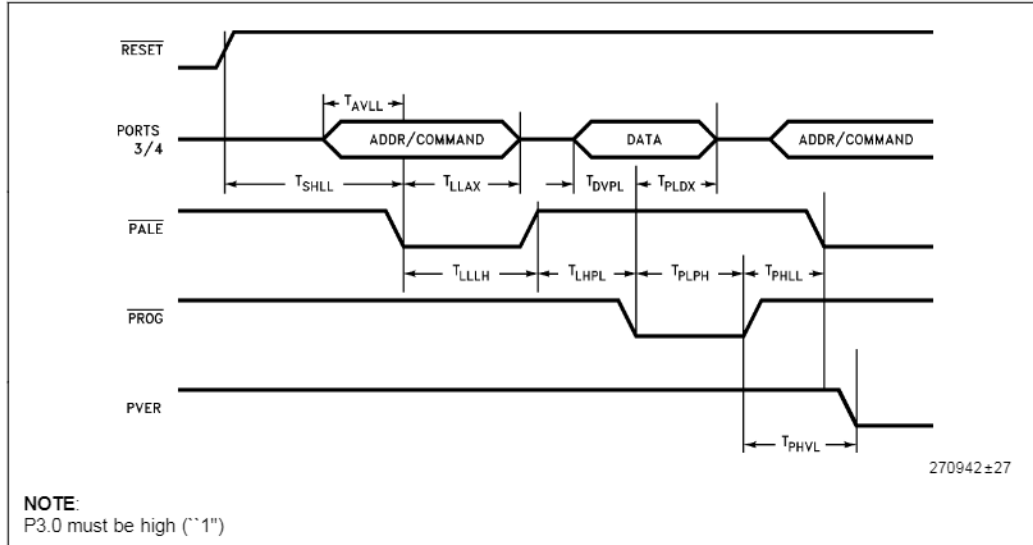 RESET
T_AVLL
PORTS 3/4
ADDR/COMMAND
DATA
ADDR/COMMAND
T_SHLL
T_LLAX
T_DVPL
T_PLDX
PALE
T_LLLH
T_LHPL
T_PLPH
T_PHLL
PROG
PVER
T_PHVL
270942±27
NOTE:
P3.0 must be high (``1")